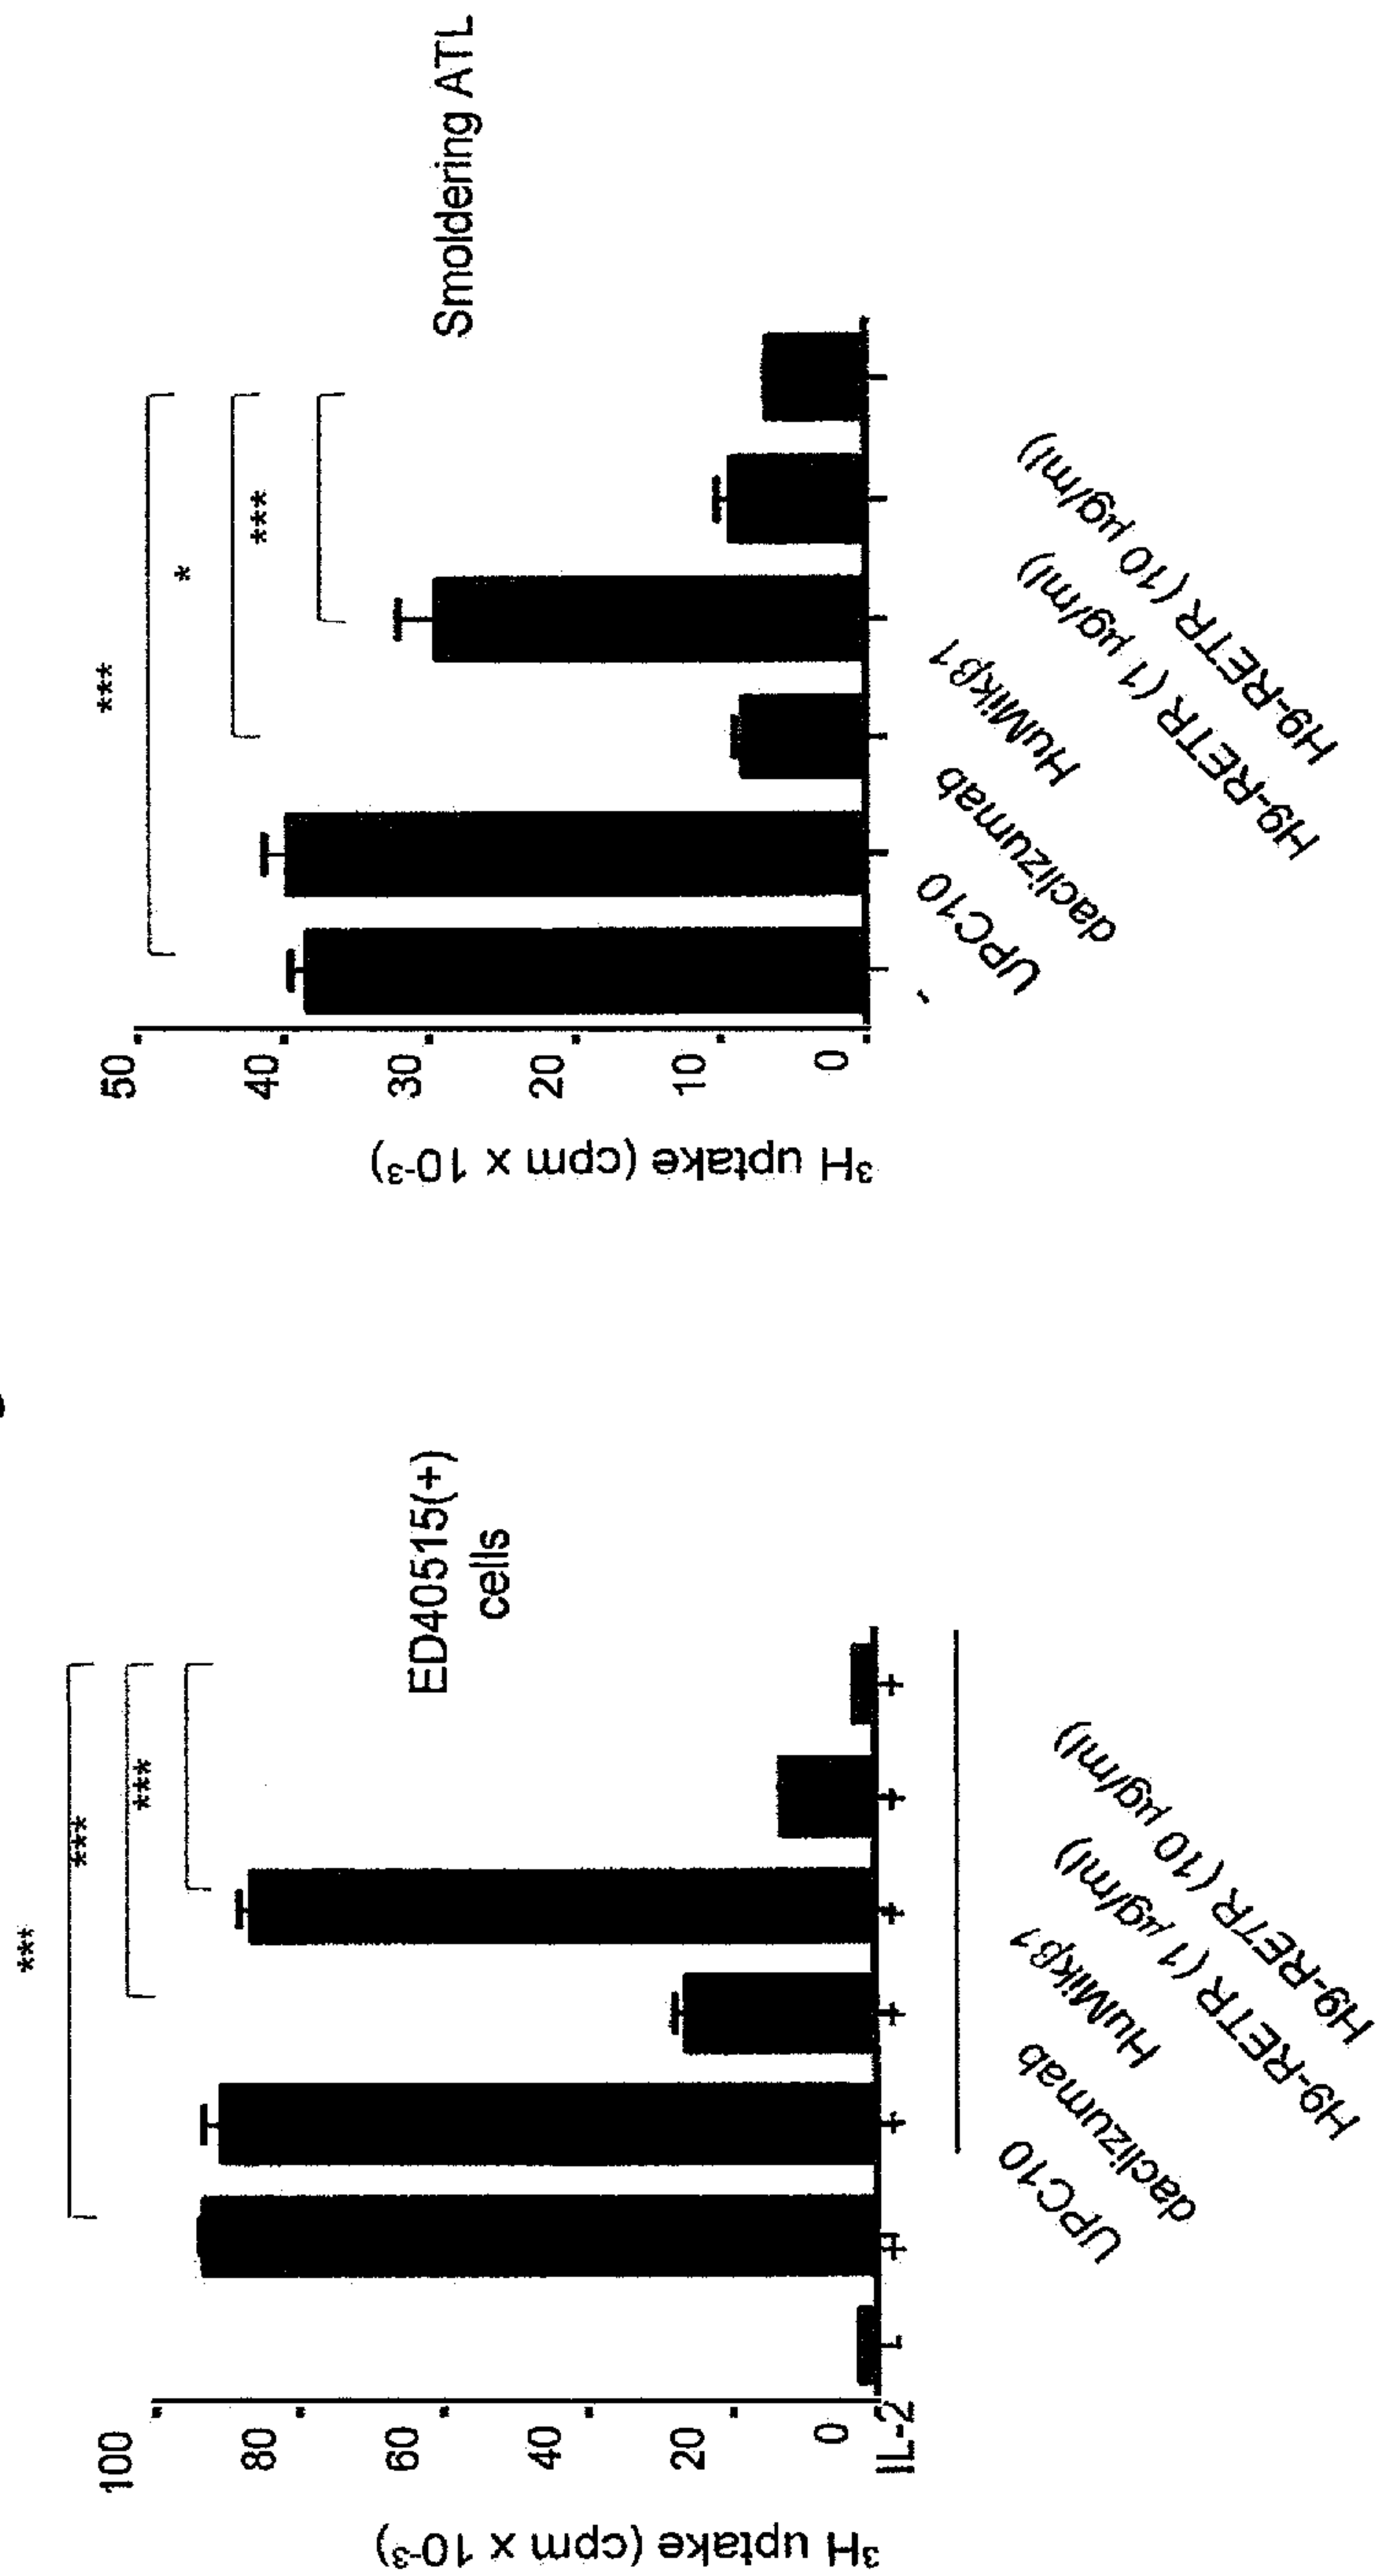 ***
***
***
ED40515(+)
cells
100
80
60
40
20
0
³H uptake (cpm x 10⁻³)
IL-2
-
+
+
+
+
+
+
UPC10
daclizumab
HuMikβ1
H9-RETR (1 µg/ml)
H9-RETR (10 µg/ml)
***
*
***
Smoldering ATL
50
40
30
20
10
0
³H uptake (cpm x 10⁻³)
-
UPC10
daclizumab
HuMikβ1
H9-RETR (1 µg/ml)
H9-RETR (10 µg/ml)